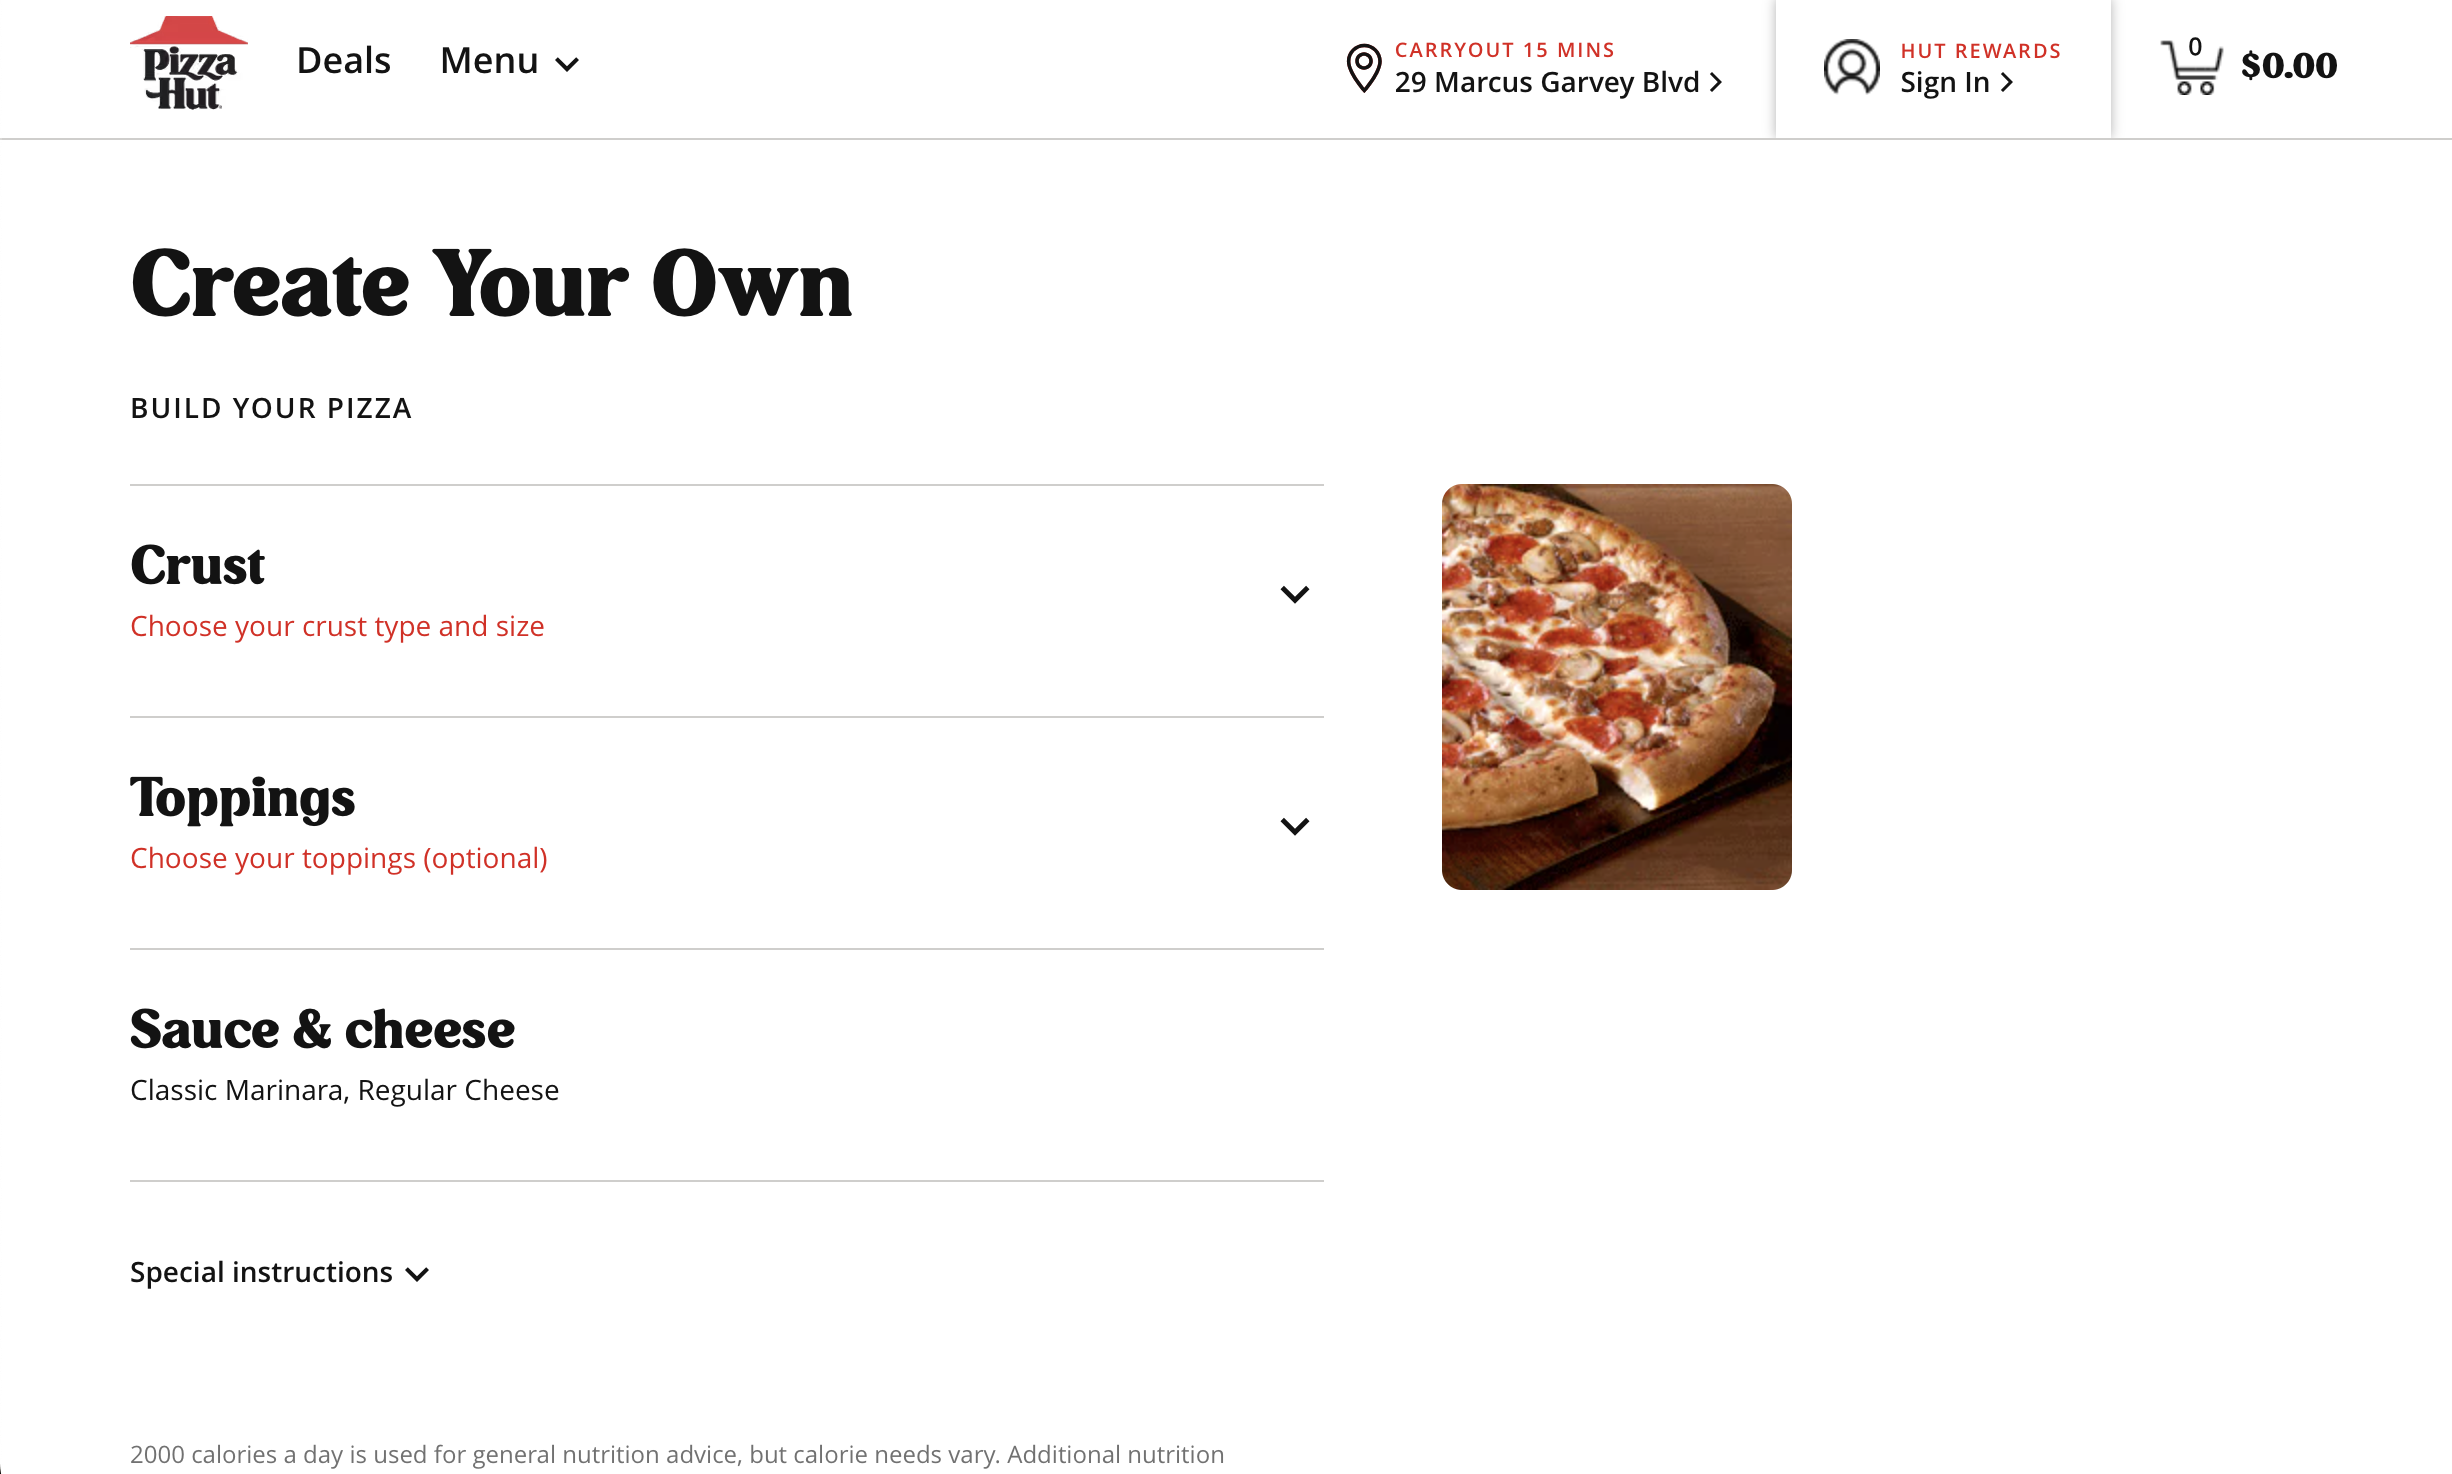 Pizza
Hut
Deals
Menu
CARRYOUT 15 MINS
29 Marcus Garvey Blvd
HUT REWARDS
Sign In
0
$0.00
Create Your Own
BUILD YOUR PIZZA
Crust
Choose your crust type and size
Toppings
Choose your toppings (optional)
Sauce & cheese
Classic Marinara, Regular Cheese
Special instructions
2000 calories a day is used for general nutrition advice, but calorie needs vary. Additional nutrition